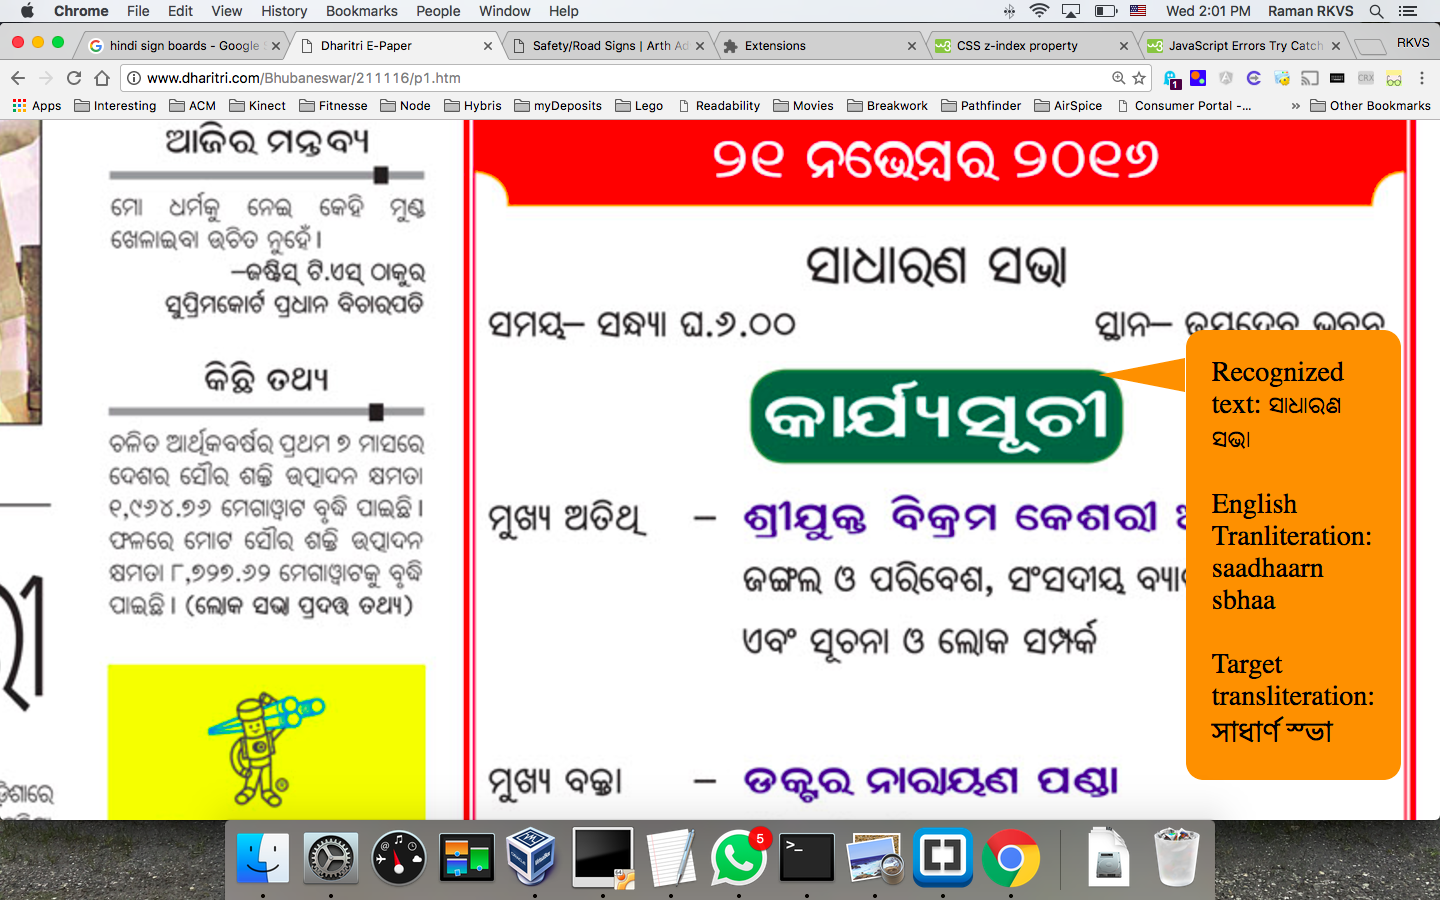 Chrome File Edit View History Bookmarks People Window Help Wed 2:01 PM Raman RKVS
hindi sign boards - Google
Dharitri E-Paper
Safety/Road Signs | Arth Ad
Extensions
CSS z-index property
JavaScript Errors Try Catch
RKVS
www.dharitri.com/Bhubaneswar/211116/p1.htm
1
CRX
Apps Interesting ACM Kinect Fitnesse Node Hybris myDeposits Lego Readability Movies Breakwork Pathfinder AirSpice Consumer Portal -... » Other Bookmarks
ଆଜିର ମନ୍ତବ୍ୟ
ମୋ ଧର୍ମକୁ ନେଇ କେହି ମୁଣ୍ଡ
ଖେଳାଇବା ଉଚିତ ନୁହେଁ।
–ଜଷ୍ଟିସ୍ ଟି.ଏସ୍ ଠାକୁର
ସୁପ୍ରିମକୋର୍ଟ ପ୍ରଧାନ ବିଚାରପତି
କିଛି ତଥ୍ୟ
ଚଳିତ ଆର୍ଥିକବର୍ଷର ପ୍ରଥମ ୭ ମାସରେ
ଦେଶର ସୌର ଶକ୍ତି ଉତ୍ପାଦନ କ୍ଷମତା
୧,୯୬୪.୭୬ ମେଗାୱାଟ ବୃଦ୍ଧି ପାଇଛି।
ଫଳରେ ମୋଟ ସୌର ଶକ୍ତି ଉତ୍ପାଦନ
କ୍ଷମତା ୮,୭୨୭.୬୨ ମେଗାୱାଟକୁ ବୃଦ୍ଧି
ପାଇଛି। (ଲୋକ ସଭା ପ୍ରଦତ୍ତ ତଥ୍ୟ)
୨୧ ନଭେମ୍ବର ୨୦୧୬
ସାଧାରଣ ସଭା
ସମୟ– ସନ୍ଧ୍ୟା ଘ.୬.୦୦
ସ୍ଥାନ– ଜୟଦେବ ଭବନ
କାର୍ଯ୍ୟସୂଚୀ
ମୁଖ୍ୟ ଅତିଥି – ଶ୍ରୀଯୁକ୍ତ ବିକ୍ରମ କେଶରୀ
ଜଙ୍ଗଲ ଓ ପରିବେଶ, ସଂସଦୀୟ
ଏବଂ ସୂଚନା ଓ ଲୋକ ସମ୍ପର୍କ
ମୁଖ୍ୟ ବକ୍ତା – ଡକ୍ଟର ନାରାୟଣ ପଣ୍ଡା
Recognized
text: ସାଧାରଣ
ସଭା
English
Tranliteration:
saadhaarn
sbhaa
Target
transliteration:
সাধার্ণ স্ভা
5